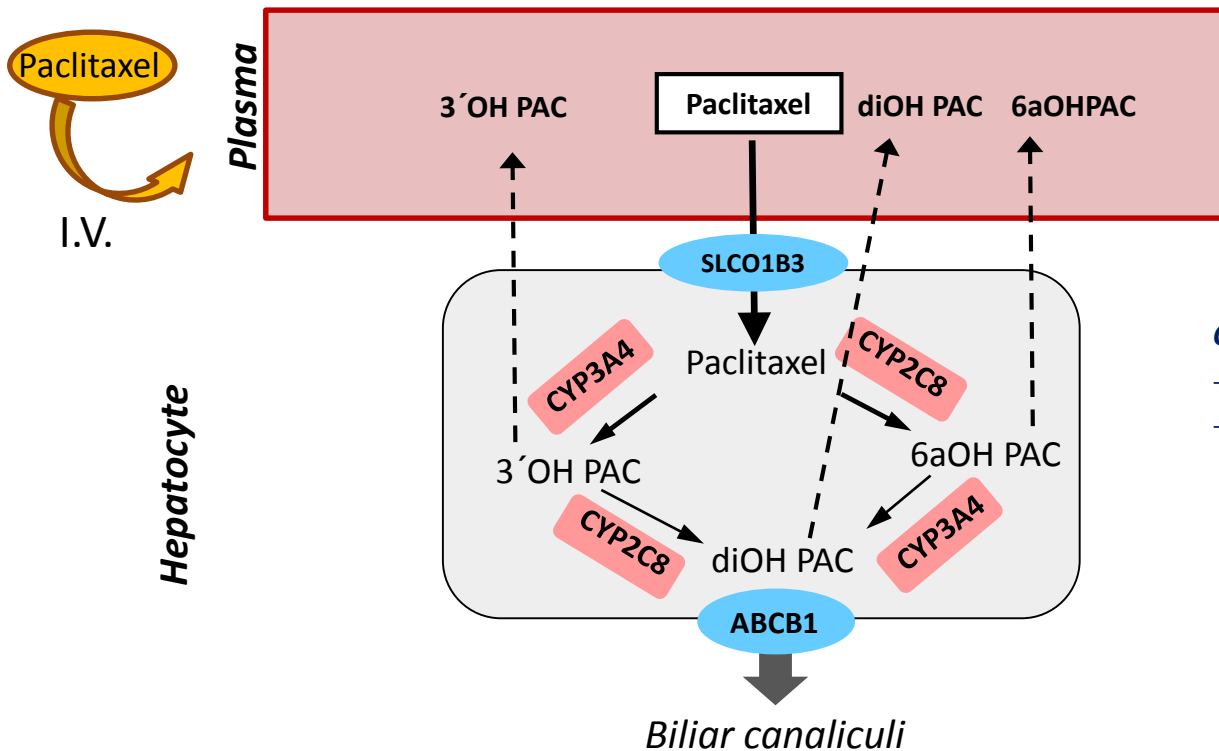 Paclitaxel
I.V.
Plasma
3´OH PAC
Paclitaxel
diOH PAC
6aOHPAC
SLCO1B3
Hepatocyte
Paclitaxel
CYP3A4
CYP2C8
3´OH PAC
6aOH PAC
CYP2C8
CYP3A4
diOH PAC
ABCB1
Biliar canaliculi